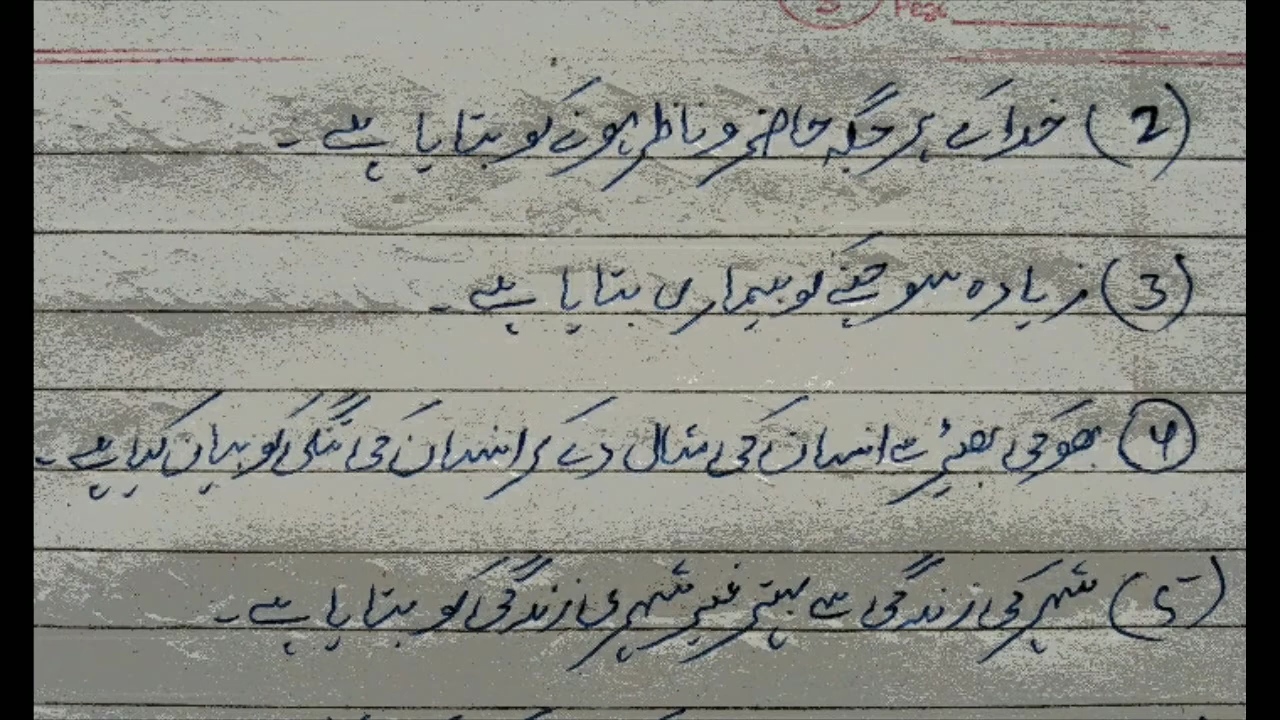 Page
(2) خدا کے ہر جگہ حاضر و ناظر ہونے کو بتایا ہے۔
(3) زیادہ سوچنے کو بیماری بتایا ہے۔
(4) بھوکی بھیڑ سے انسان کی مثال دے کر انسان کی تنگی کو بیان کیا ہے۔
(5) شہر کی زندگی سے بہتر غیر شہری زندگی کو بتایا ہے۔